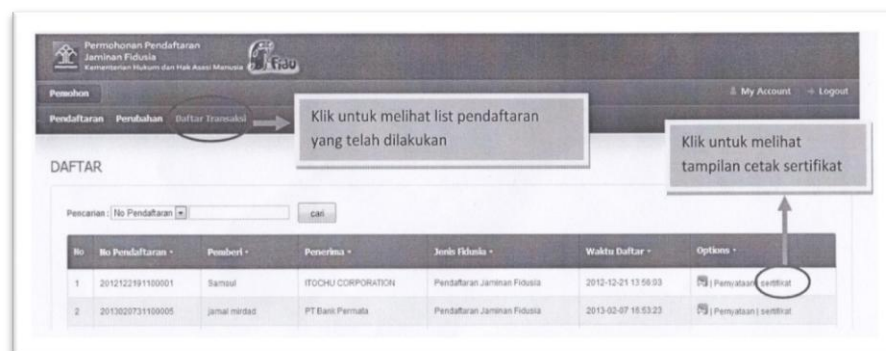 Permohonan Pendaftaran
Jaminan Fidusia
Kementerian Hukum dan Hak Asasi Manusia
Fidu
Pemohon
My Account Logout
Pendaftaran Perubahan Daftar Transaksi
Klik untuk melihat list pendaftaran
yang telah dilakukan
Klik untuk melihat
tampilan cetak sertifikat
DAFTAR
Pencarian : No Pendaftaran cari
No No Pendaftaran Pemberi Penerima Jenis Fidusia Waktu Daftar Options
1 2012122191100001 Samsul ITOCHU CORPORATION Pendaftaran Jaminan Fidusia 2012-12-21 13:56:03 | Pernyataan | sertifikat
2 2013020731100005 jamal mirdad PT Bank Permata Pendaftaran Jaminan Fidusia 2013-02-07 16:53:23 | Pernyataan | sertifikat